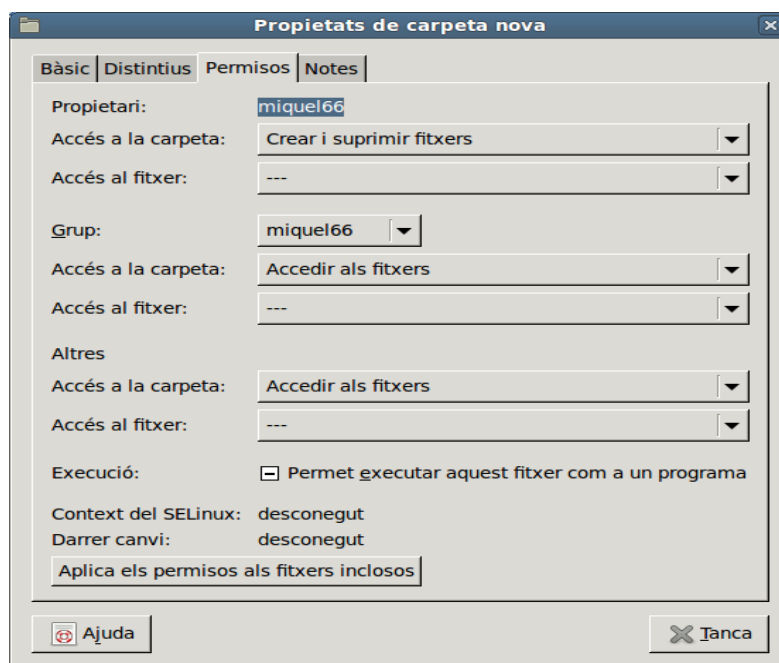 Propietats de carpeta nova
Bàsic Distintius Permisos Notes
Propietari: miquel66
Accés a la carpeta: Crear i suprimir fitxers
Accés al fitxer: ---
Grup: miquel66
Accés a la carpeta: Accedir als fitxers
Accés al fitxer: ---
Altres
Accés a la carpeta: Accedir als fitxers
Accés al fitxer: ---
Execució: Permet executar aquest fitxer com a un programa
Context del SELinux: desconegut
Darrer canvi: desconegut
Aplica els permisos als fitxers inclosos
Ajuda Tanca